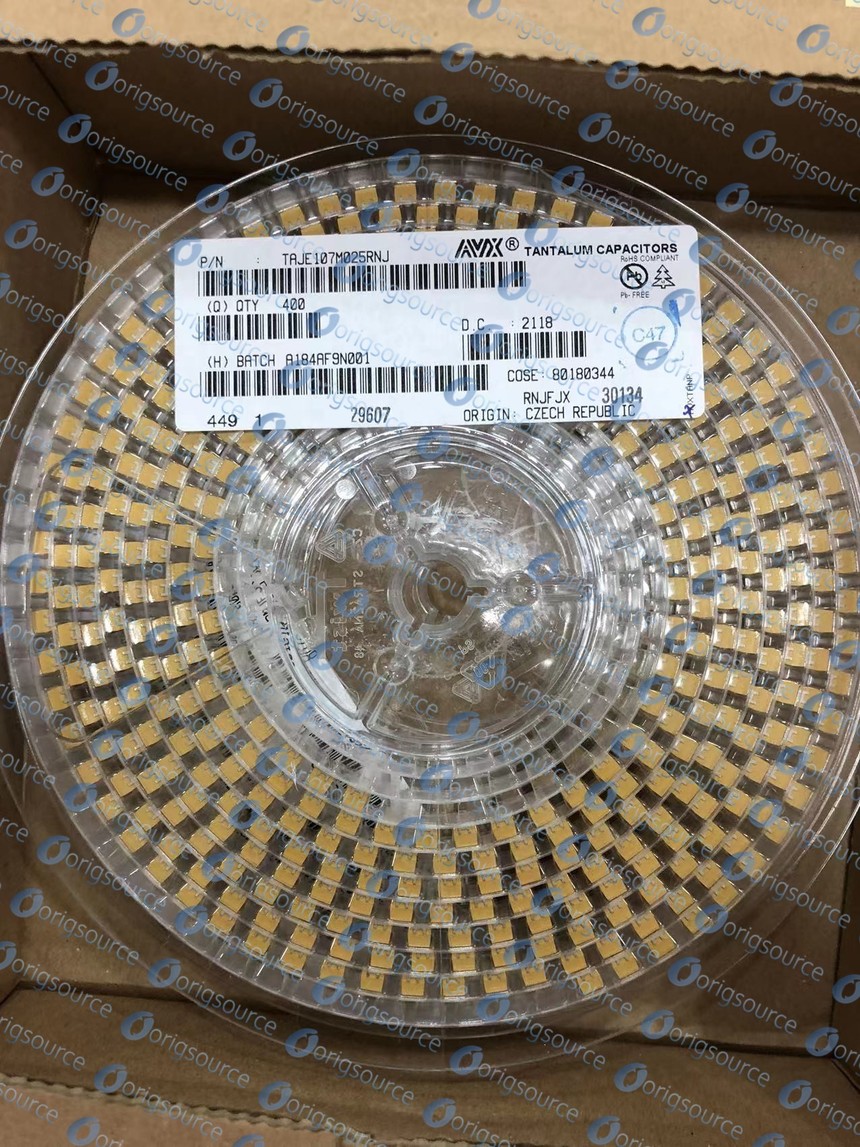 P/N : TAJE107M025RNJ
AVX® TANTALUM CAPACITORS
RoHS COMPLIANT
Pb-FREE
(Q) QTY 400
D.C. : 2118
C47
(H) BATCH A184AF9N001
COSE: 80180344
RNJFJX 30134
449 1 29607 ORIGIN: CZECH REPUBLIC
Origsource